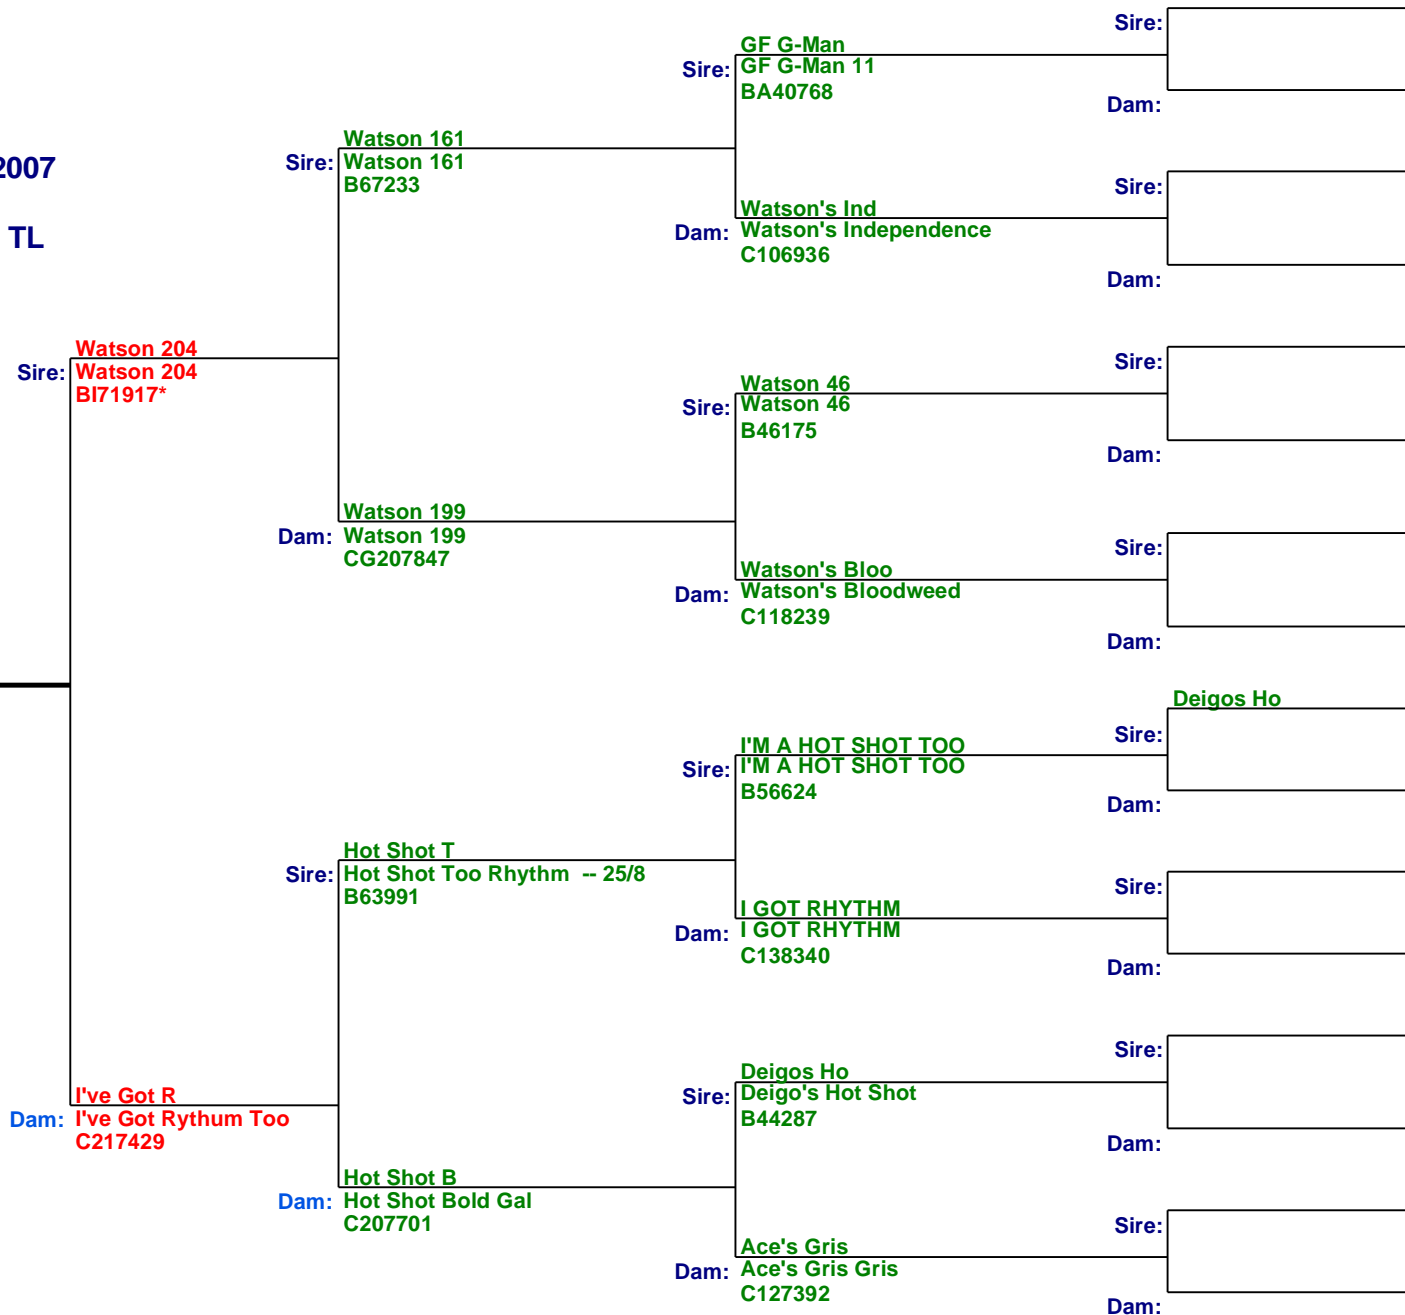 2007
TL
Sire:
Watson 204
Watson 204
BI71917*
Dam:
I've Got R
I've Got Rythum Too
C217429
Sire:
Watson 161
Watson 161
B67233
Dam:
Watson 199
Watson 199
CG207847
Sire:
Hot Shot T
Hot Shot Too Rhythm -- 25/8
B63991
Dam:
Hot Shot B
Hot Shot Bold Gal
C207701
Sire:
GF G-Man
GF G-Man 11
BA40768
Dam:
Watson's Ind
Watson's Independence
C106936
Sire:
Watson 46
Watson 46
B46175
Dam:
Watson's Bloo
Watson's Bloodweed
C118239
Sire:
I'M A HOT SHOT TOO
I'M A HOT SHOT TOO
B56624
Dam:
I GOT RHYTHM
I GOT RHYTHM
C138340
Sire:
Deigos Ho
Deigo's Hot Shot
B44287
Dam:
Ace's Gris
Ace's Gris Gris
C127392
Sire:
Dam:
Sire:
Dam:
Sire:
Dam:
Sire:
Dam:
Deigos Ho
Sire:
Dam:
Sire:
Dam:
Sire:
Dam:
Sire:
Dam: